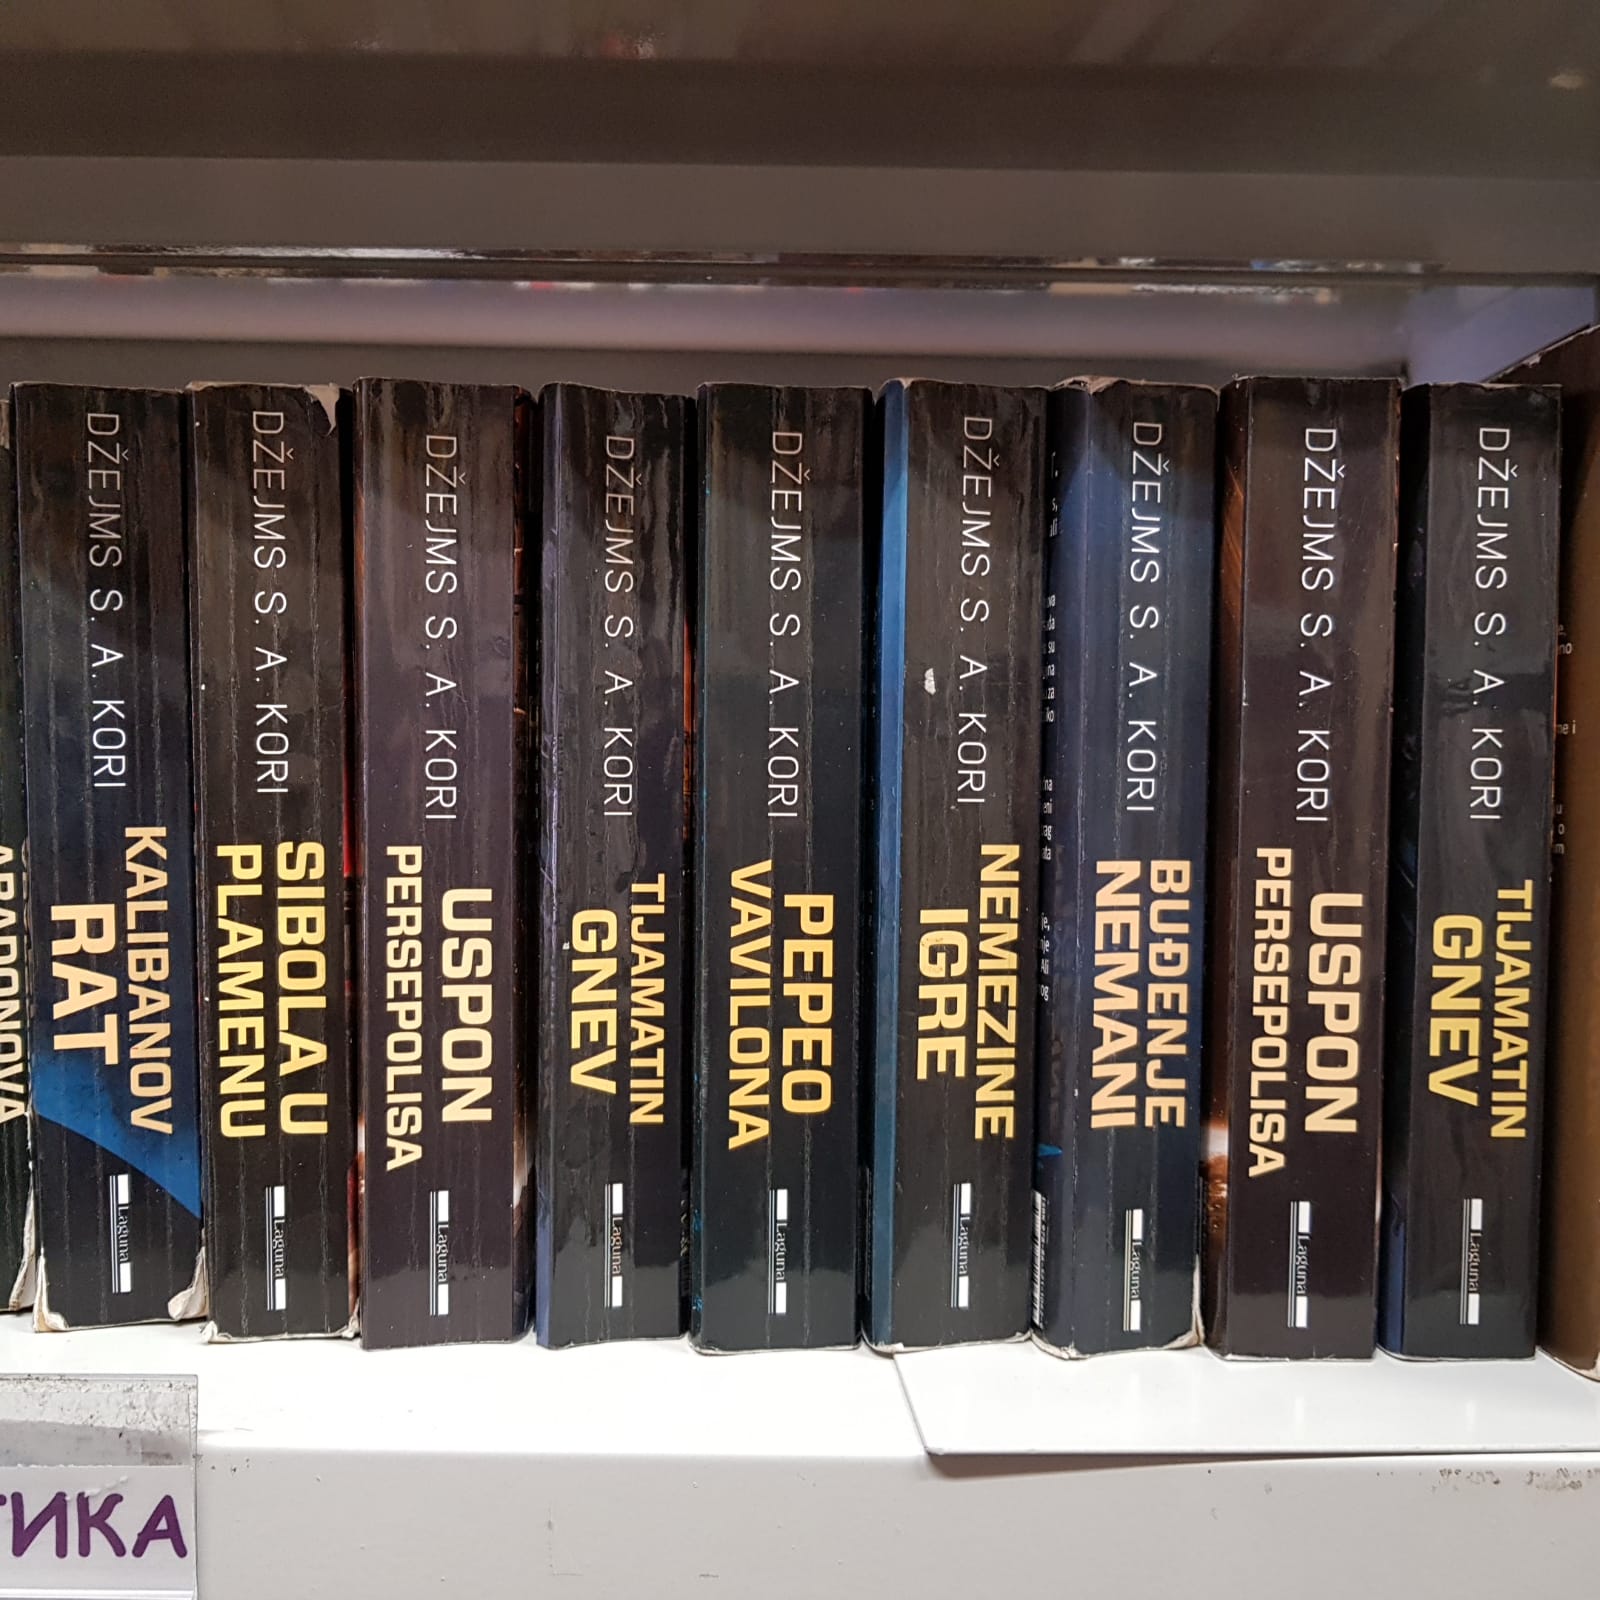 ABADONOVA
DŽEJMS S. A. KORI
KALIBANOV
RAT
Laguna
DŽEJMS S. A. KORI
SIBOLA U
PLAMENU
Laguna
DŽEJMS S. A. KORI
USPON
PERSEPOLISA
Laguna
DŽEJMS S. A. KORI
TIJAMATIN
GNEV
Laguna
DŽEJMS S. A. KORI
PEPEO
VAVILONA
Laguna
DŽEJMS S. A. KORI
NEMEZINE
IGRE
Laguna
DŽEJMS S. A. KORI
BUĐENJE
NEMANI
Laguna
DŽEJMS S. A. KORI
USPON
PERSEPOLISA
Laguna
DŽEJMS S. A. KORI
TIJAMATIN
GNEV
Laguna
ТИКА